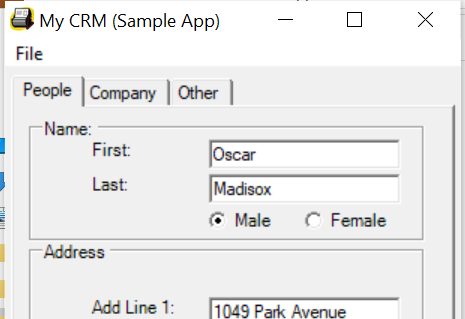 My CRM (Sample App)
File
People Company Other
Name:
First: Oscar
Last: Madisox
Male Female
Address
Add Line 1: 1049 Park Avenue